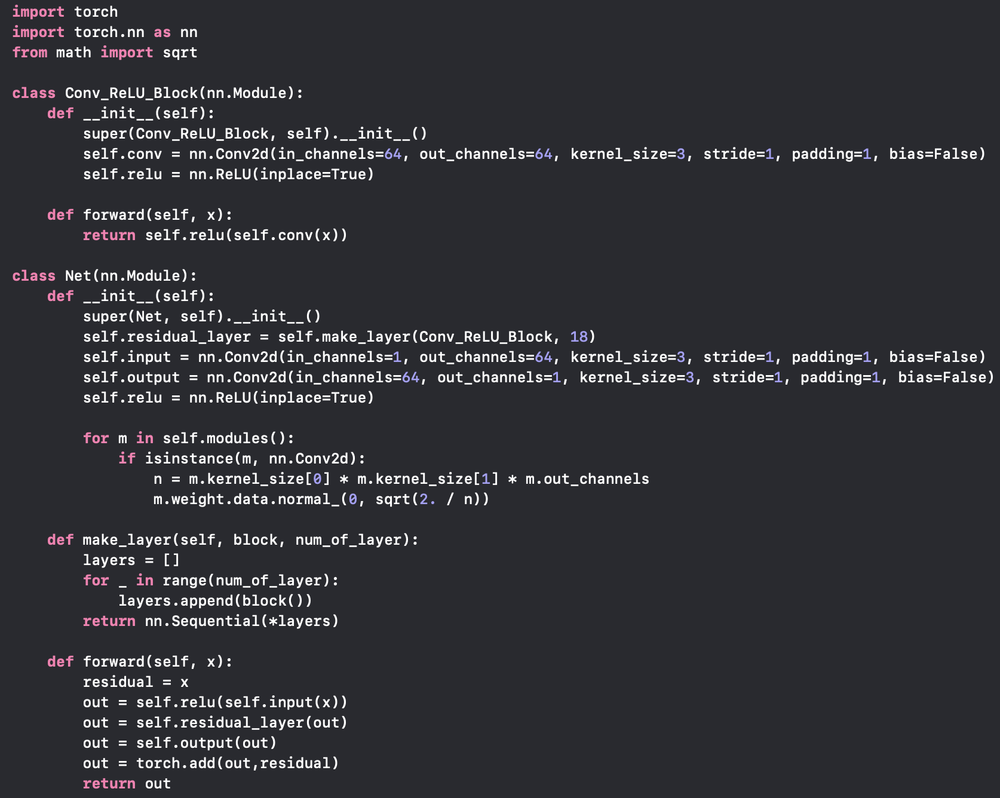 import torch
import torch.nn as nn
from math import sqrt

class Conv_ReLU_Block(nn.Module):
    def __init__(self):
        super(Conv_ReLU_Block, self).__init__()
        self.conv = nn.Conv2d(in_channels=64, out_channels=64, kernel_size=3, stride=1, padding=1, bias=False)
        self.relu = nn.ReLU(inplace=True)

    def forward(self, x):
        return self.relu(self.conv(x))

class Net(nn.Module):
    def __init__(self):
        super(Net, self).__init__()
        self.residual_layer = self.make_layer(Conv_ReLU_Block, 18)
        self.input = nn.Conv2d(in_channels=1, out_channels=64, kernel_size=3, stride=1, padding=1, bias=False)
        self.output = nn.Conv2d(in_channels=64, out_channels=1, kernel_size=3, stride=1, padding=1, bias=False)
        self.relu = nn.ReLU(inplace=True)

        for m in self.modules():
            if isinstance(m, nn.Conv2d):
                n = m.kernel_size[0] * m.kernel_size[1] * m.out_channels
                m.weight.data.normal_(0, sqrt(2. / n))

    def make_layer(self, block, num_of_layer):
        layers = []
        for _ in range(num_of_layer):
            layers.append(block())
        return nn.Sequential(*layers)

    def forward(self, x):
        residual = x
        out = self.relu(self.input(x))
        out = self.residual_layer(out)
        out = self.output(out)
        out = torch.add(out,residual)
        return out